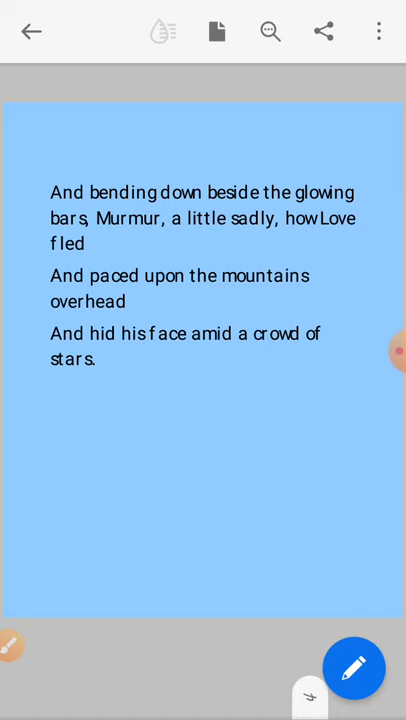 And bending down beside the glowing
bars, Murmur, a little sadly, how Love
fled
And paced upon the mountains
overhead
And hid his face amid a crowd of
stars.